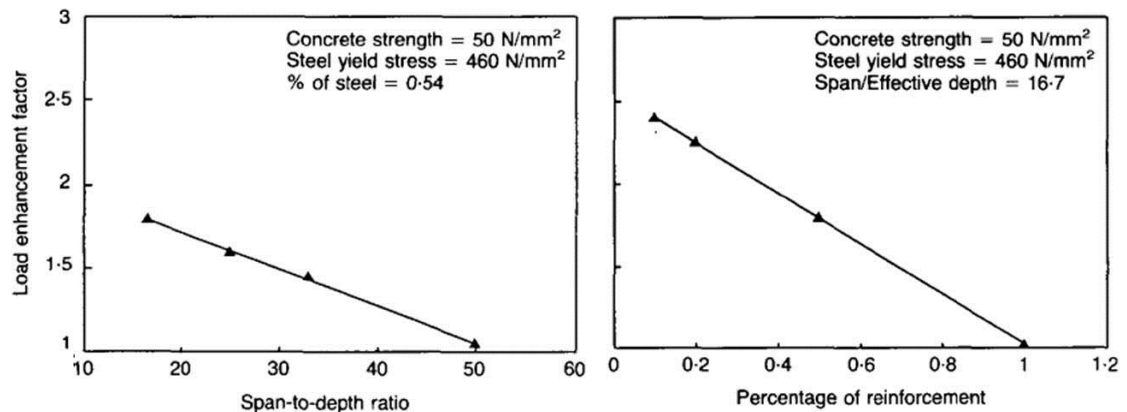 Load enhancement factor
3
2·5
2
1·5
1
Concrete strength = 50 N/mm²
Steel yield stress = 460 N/mm²
% of steel = 0·54
10 20 30 40 50 60
Span-to-depth ratio
Concrete strength = 50 N/mm²
Steel yield stress = 460 N/mm²
Span/Effective depth = 16·7
0 0·2 0·4 0·6 0·8 1 1·2
Percentage of reinforcement